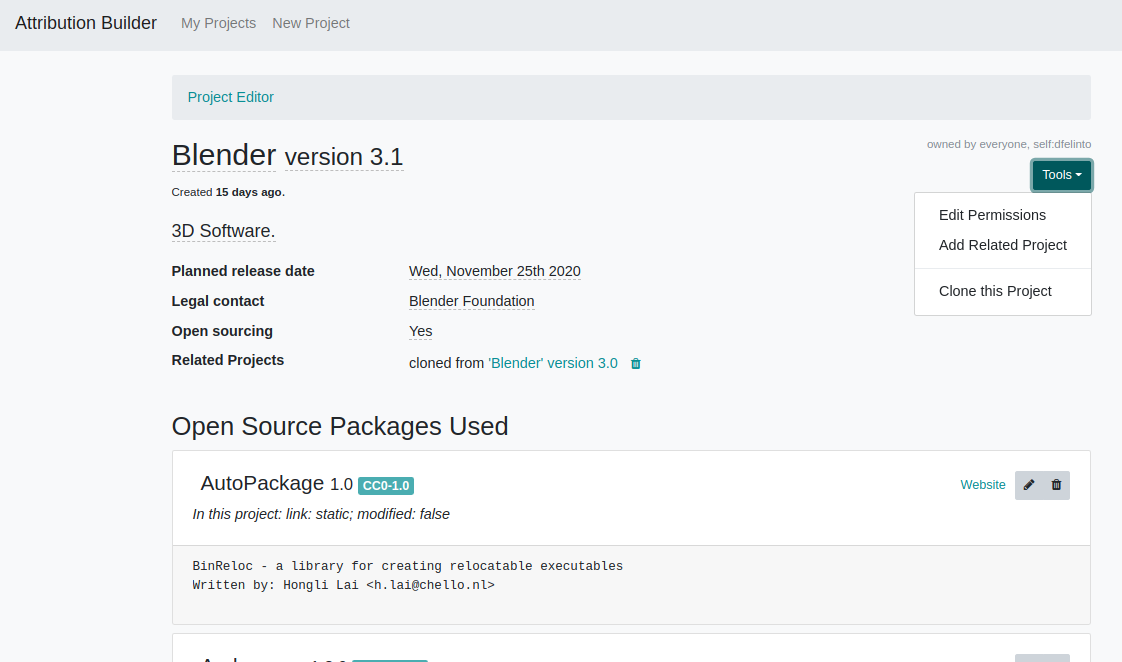 Attribution Builder My Projects New Project
Project Editor
Blender version 3.1
owned by everyone, self:dfelinto
Tools
Created 15 days ago.
Edit Permissions
Add Related Project
Clone this Project
3D Software.
Planned release date Wed, November 25th 2020
Legal contact Blender Foundation
Open sourcing Yes
Related Projects cloned from 'Blender' version 3.0
Open Source Packages Used
AutoPackage 1.0 CC0-1.0 Website
In this project: link: static; modified: false
BinReloc - a library for creating relocatable executables
Written by: Hongli Lai <h.lai@chello.nl>